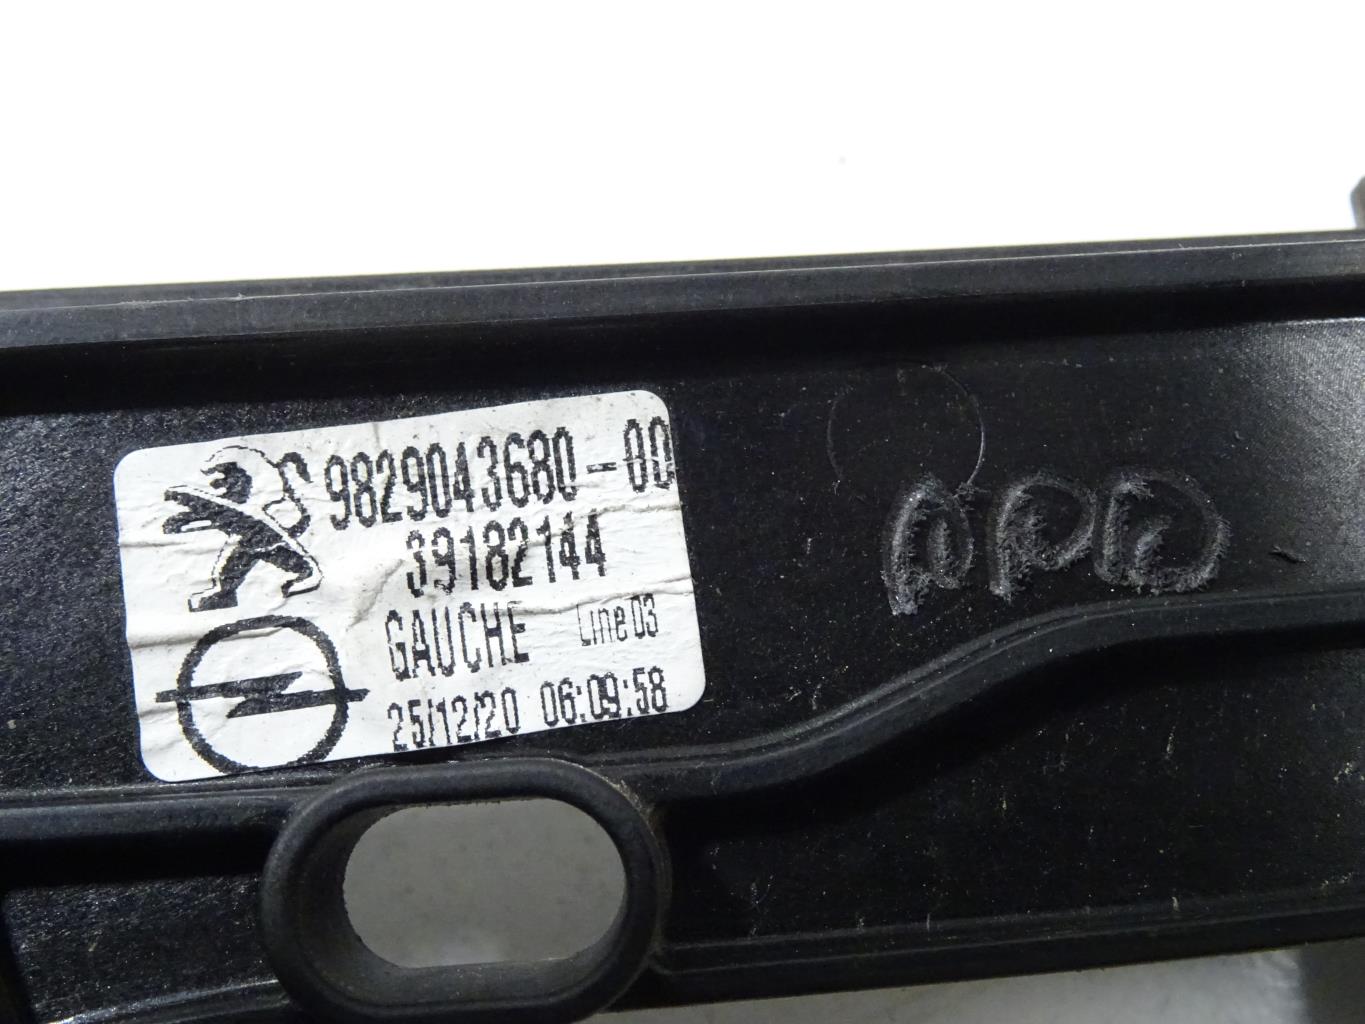 S 9829043680-00
39182144
GAUCHE Line 03
25/12/20 06:09:58